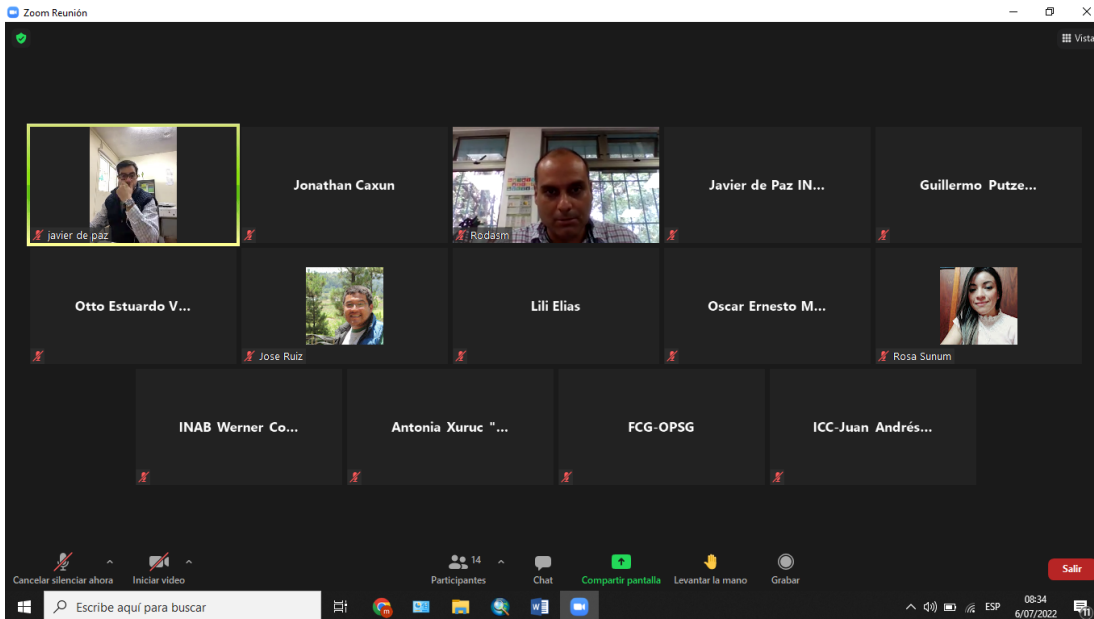 Zoom Reunión
Vista
javier de paz
Jonathan Caxun
Rodasm
Javier de Paz IN...
Guillermo Putze...
Otto Estuardo V...
Jose Ruiz
Lili Elias
Oscar Ernesto M...
Rosa Sunum
INAB Werner Co...
Antonia Xuruc "...
FCG-OPSG
ICC-Juan Andrés...
Cancelar silenciar ahora
Iniciar video
14
Participantes
Chat
Compartir pantalla
Levantar la mano
Grabar
Salir
Escribe aquí para buscar
ESP
08:34
6/07/2022
11